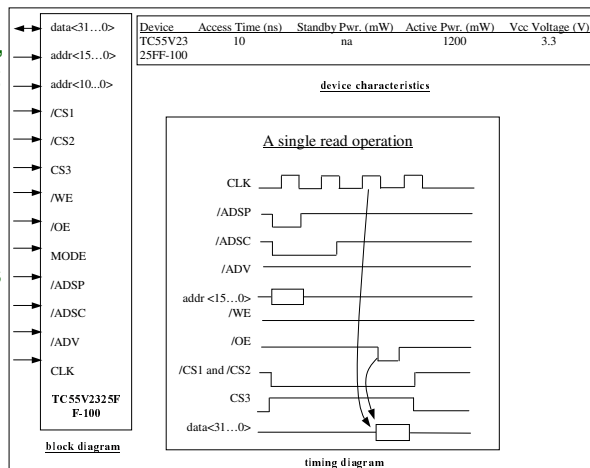 data<31…0>
addr<15…0>
addr<10...0>
/CS1
/CS2
CS3
/WE
/OE
MODE
/ADSP
/ADSC
/ADV
CLK
TC55V2325F
F-100
block diagram
Device Access Time (ns) Standby Pwr. (mW) Active Pwr. (mW) Vcc Voltage (V)
TC55V23 10 na 1200 3.3
25FF-100
device characteristics
A single read operation
CLK
/ADSP
/ADSC
/ADV
addr <15…0>
/WE
/OE
/CS1 and /CS2
CS3
data<31…0>
timing diagram